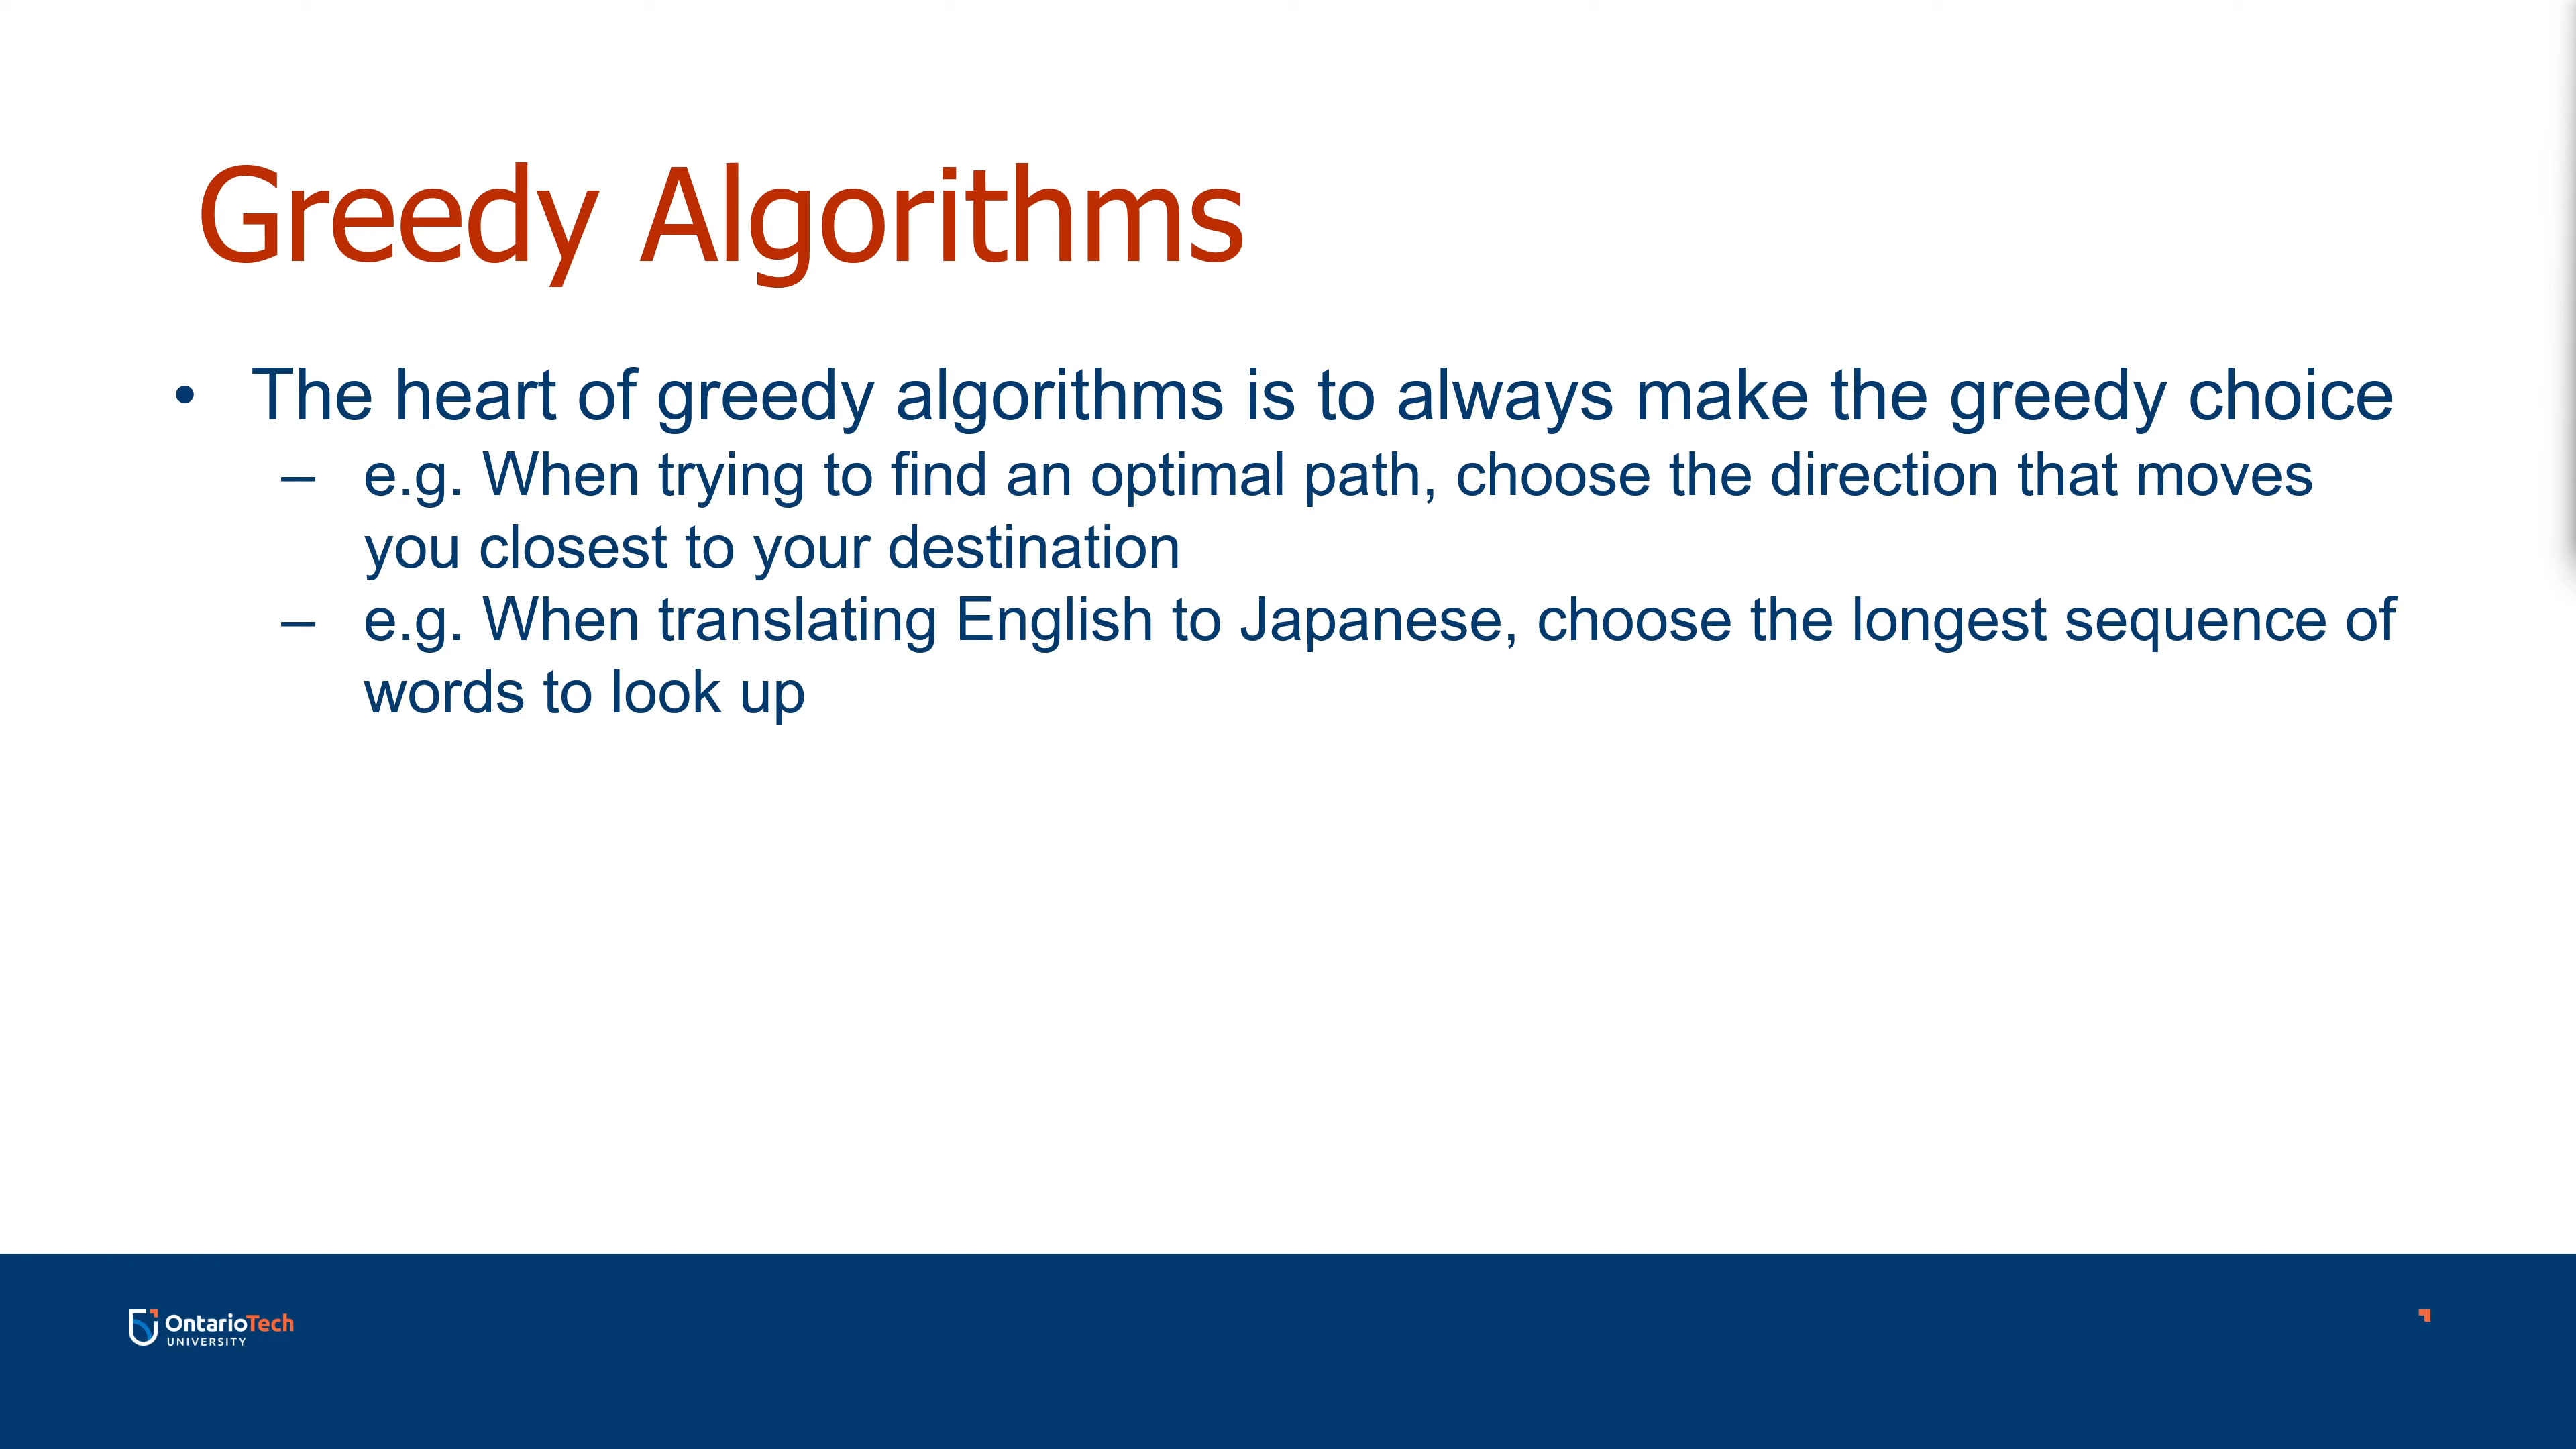 Greedy Algorithms
• The heart of greedy algorithms is to always make the greedy choice
– e.g. When trying to find an optimal path, choose the direction that moves
you closest to your destination
– e.g. When translating English to Japanese, choose the longest sequence of
words to look up
OntarioTech
UNIVERSITY